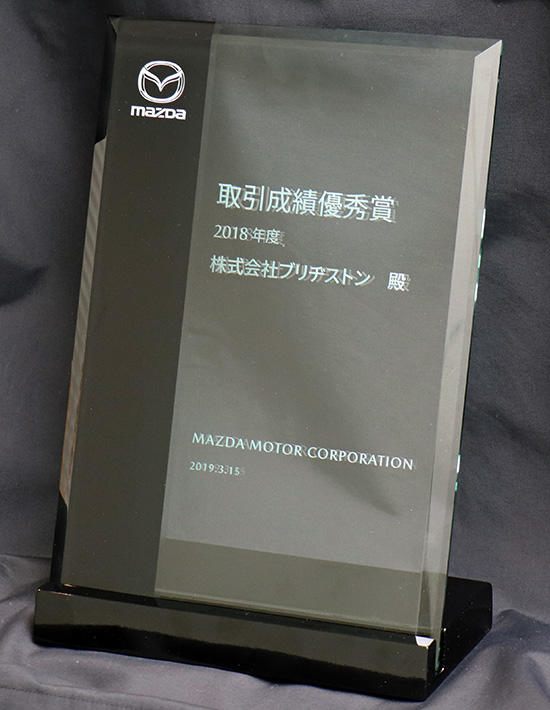 mazda
取引成績優秀賞
2018年度
株式会社ブリヂストン 殿
MAZDA MOTOR CORPORATION
2019.3.15